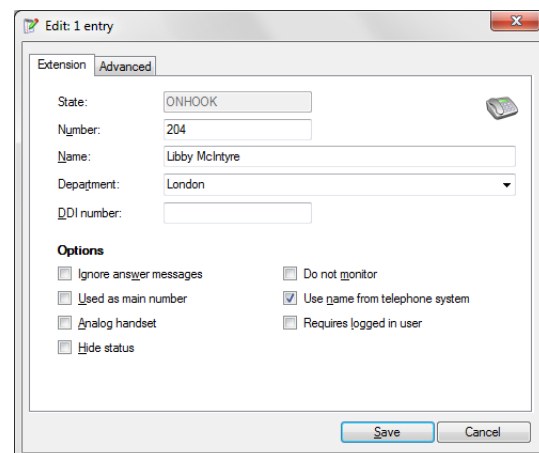 Edit: 1 entry
Extension Advanced
State: ONHOOK
Number: 204
Name: Libby McIntyre
Department: London
DDI number:
Options
Ignore answer messages Do not monitor
Used as main number Use name from telephone system
Analog handset Requires logged in user
Hide status
Save Cancel